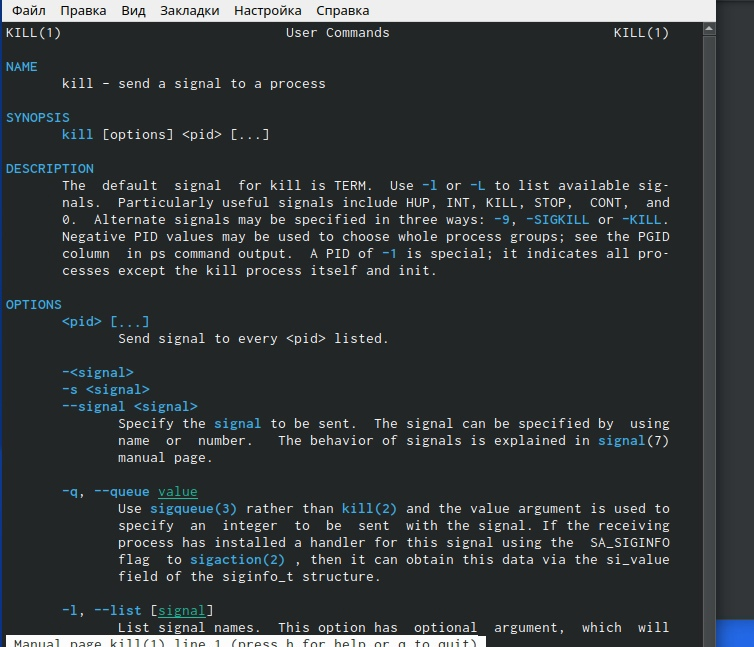 Файл Правка Вид Закладки Настройка Справка
KILL(1) User Commands KILL(1)
NAME
kill - send a signal to a process
SYNOPSIS
kill [options] <pid> [...]
DESCRIPTION
The default signal for kill is TERM. Use -l or -L to list available sig-
nals. Particularly useful signals include HUP, INT, KILL, STOP, CONT, and
0. Alternate signals may be specified in three ways: -9, -SIGKILL or -KILL.
Negative PID values may be used to choose whole process groups; see the PGID
column in ps command output. A PID of -1 is special; it indicates all pro-
cesses except the kill process itself and init.
OPTIONS
<pid> [...]
Send signal to every <pid> listed.
-<signal>
-s <signal>
--signal <signal>
Specify the signal to be sent. The signal can be specified by using
name or number. The behavior of signals is explained in signal(7)
manual page.
-q, --queue value
Use sigqueue(3) rather than kill(2) and the value argument is used to
specify an integer to be sent with the signal. If the receiving
process has installed a handler for this signal using the SA_SIGINFO
flag to sigaction(2) , then it can obtain this data via the si_value
field of the siginfo_t structure.
-l, --list [signal]
List signal names. This option has optional argument, which will
Manual page kill(1) line 1 (press h for help or q to quit)